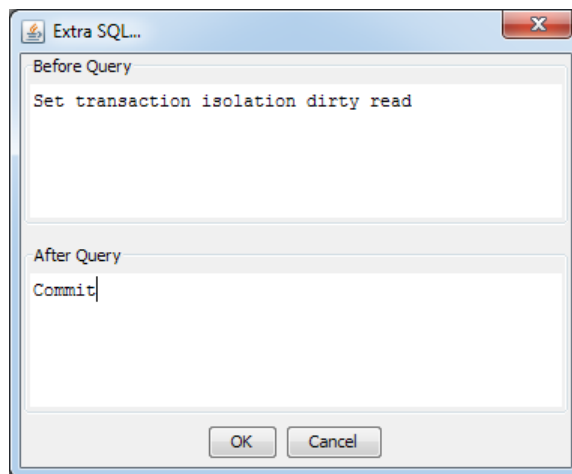 Extra SQL...
Before Query
Set transaction isolation dirty read
After Query
Commit
OK Cancel